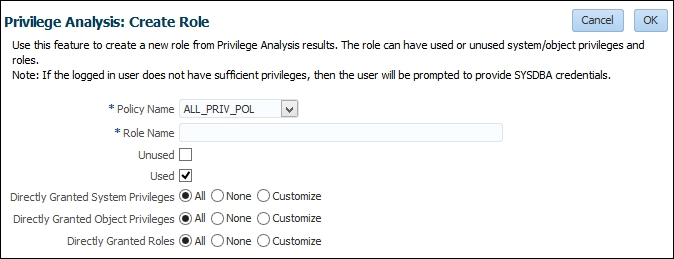 Privilege Analysis: Create Role
Cancel
OK
Use this feature to create a new role from Privilege Analysis results. The role can have used or unused system/object privileges and
roles.
Note: If the logged in user does not have sufficient privileges, then the user will be prompted to provide SYSDBA credentials.
* Policy Name ALL_PRIV_POL
* Role Name
Unused
Used
Directly Granted System Privileges All None Customize
Directly Granted Object Privileges All None Customize
Directly Granted Roles All None Customize